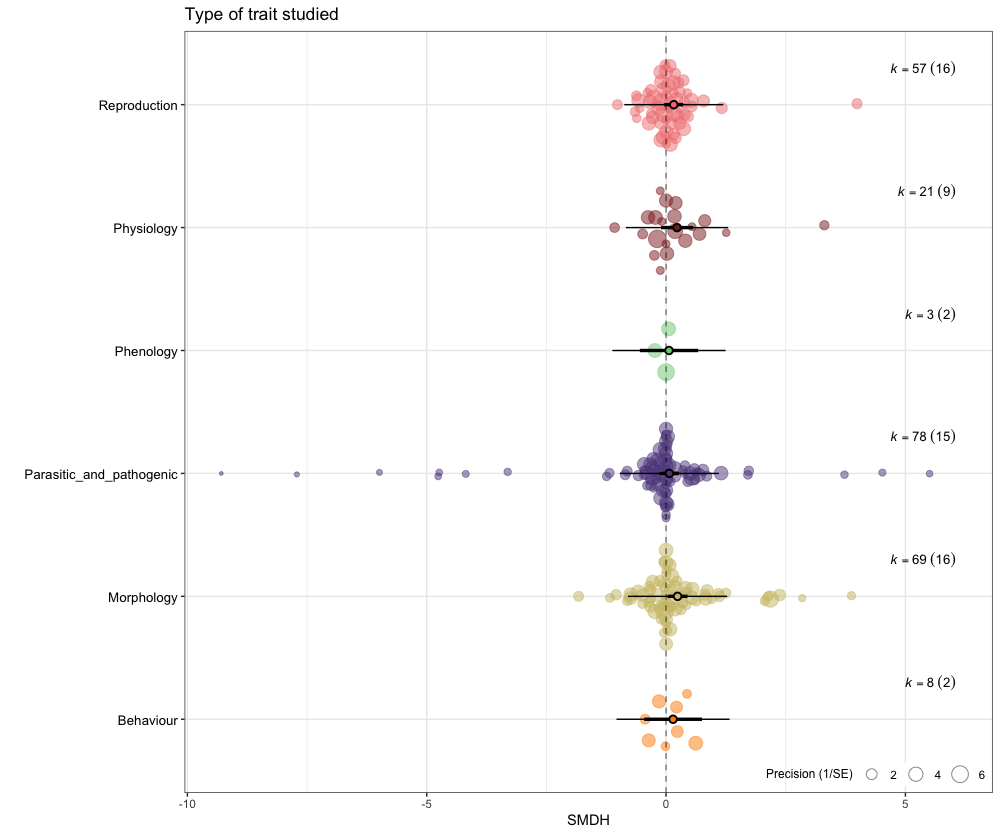 Type of trait studied
Reproduction
k = 57 (16)
Physiology
k = 21 (9)
Phenology
k = 3 (2)
Parasitic_and_pathogenic
k = 78 (15)
Morphology
k = 69 (16)
Behaviour
k = 8 (2)
Precision (1/SE) 2 4 6
-10 -5 0 5
SMDH